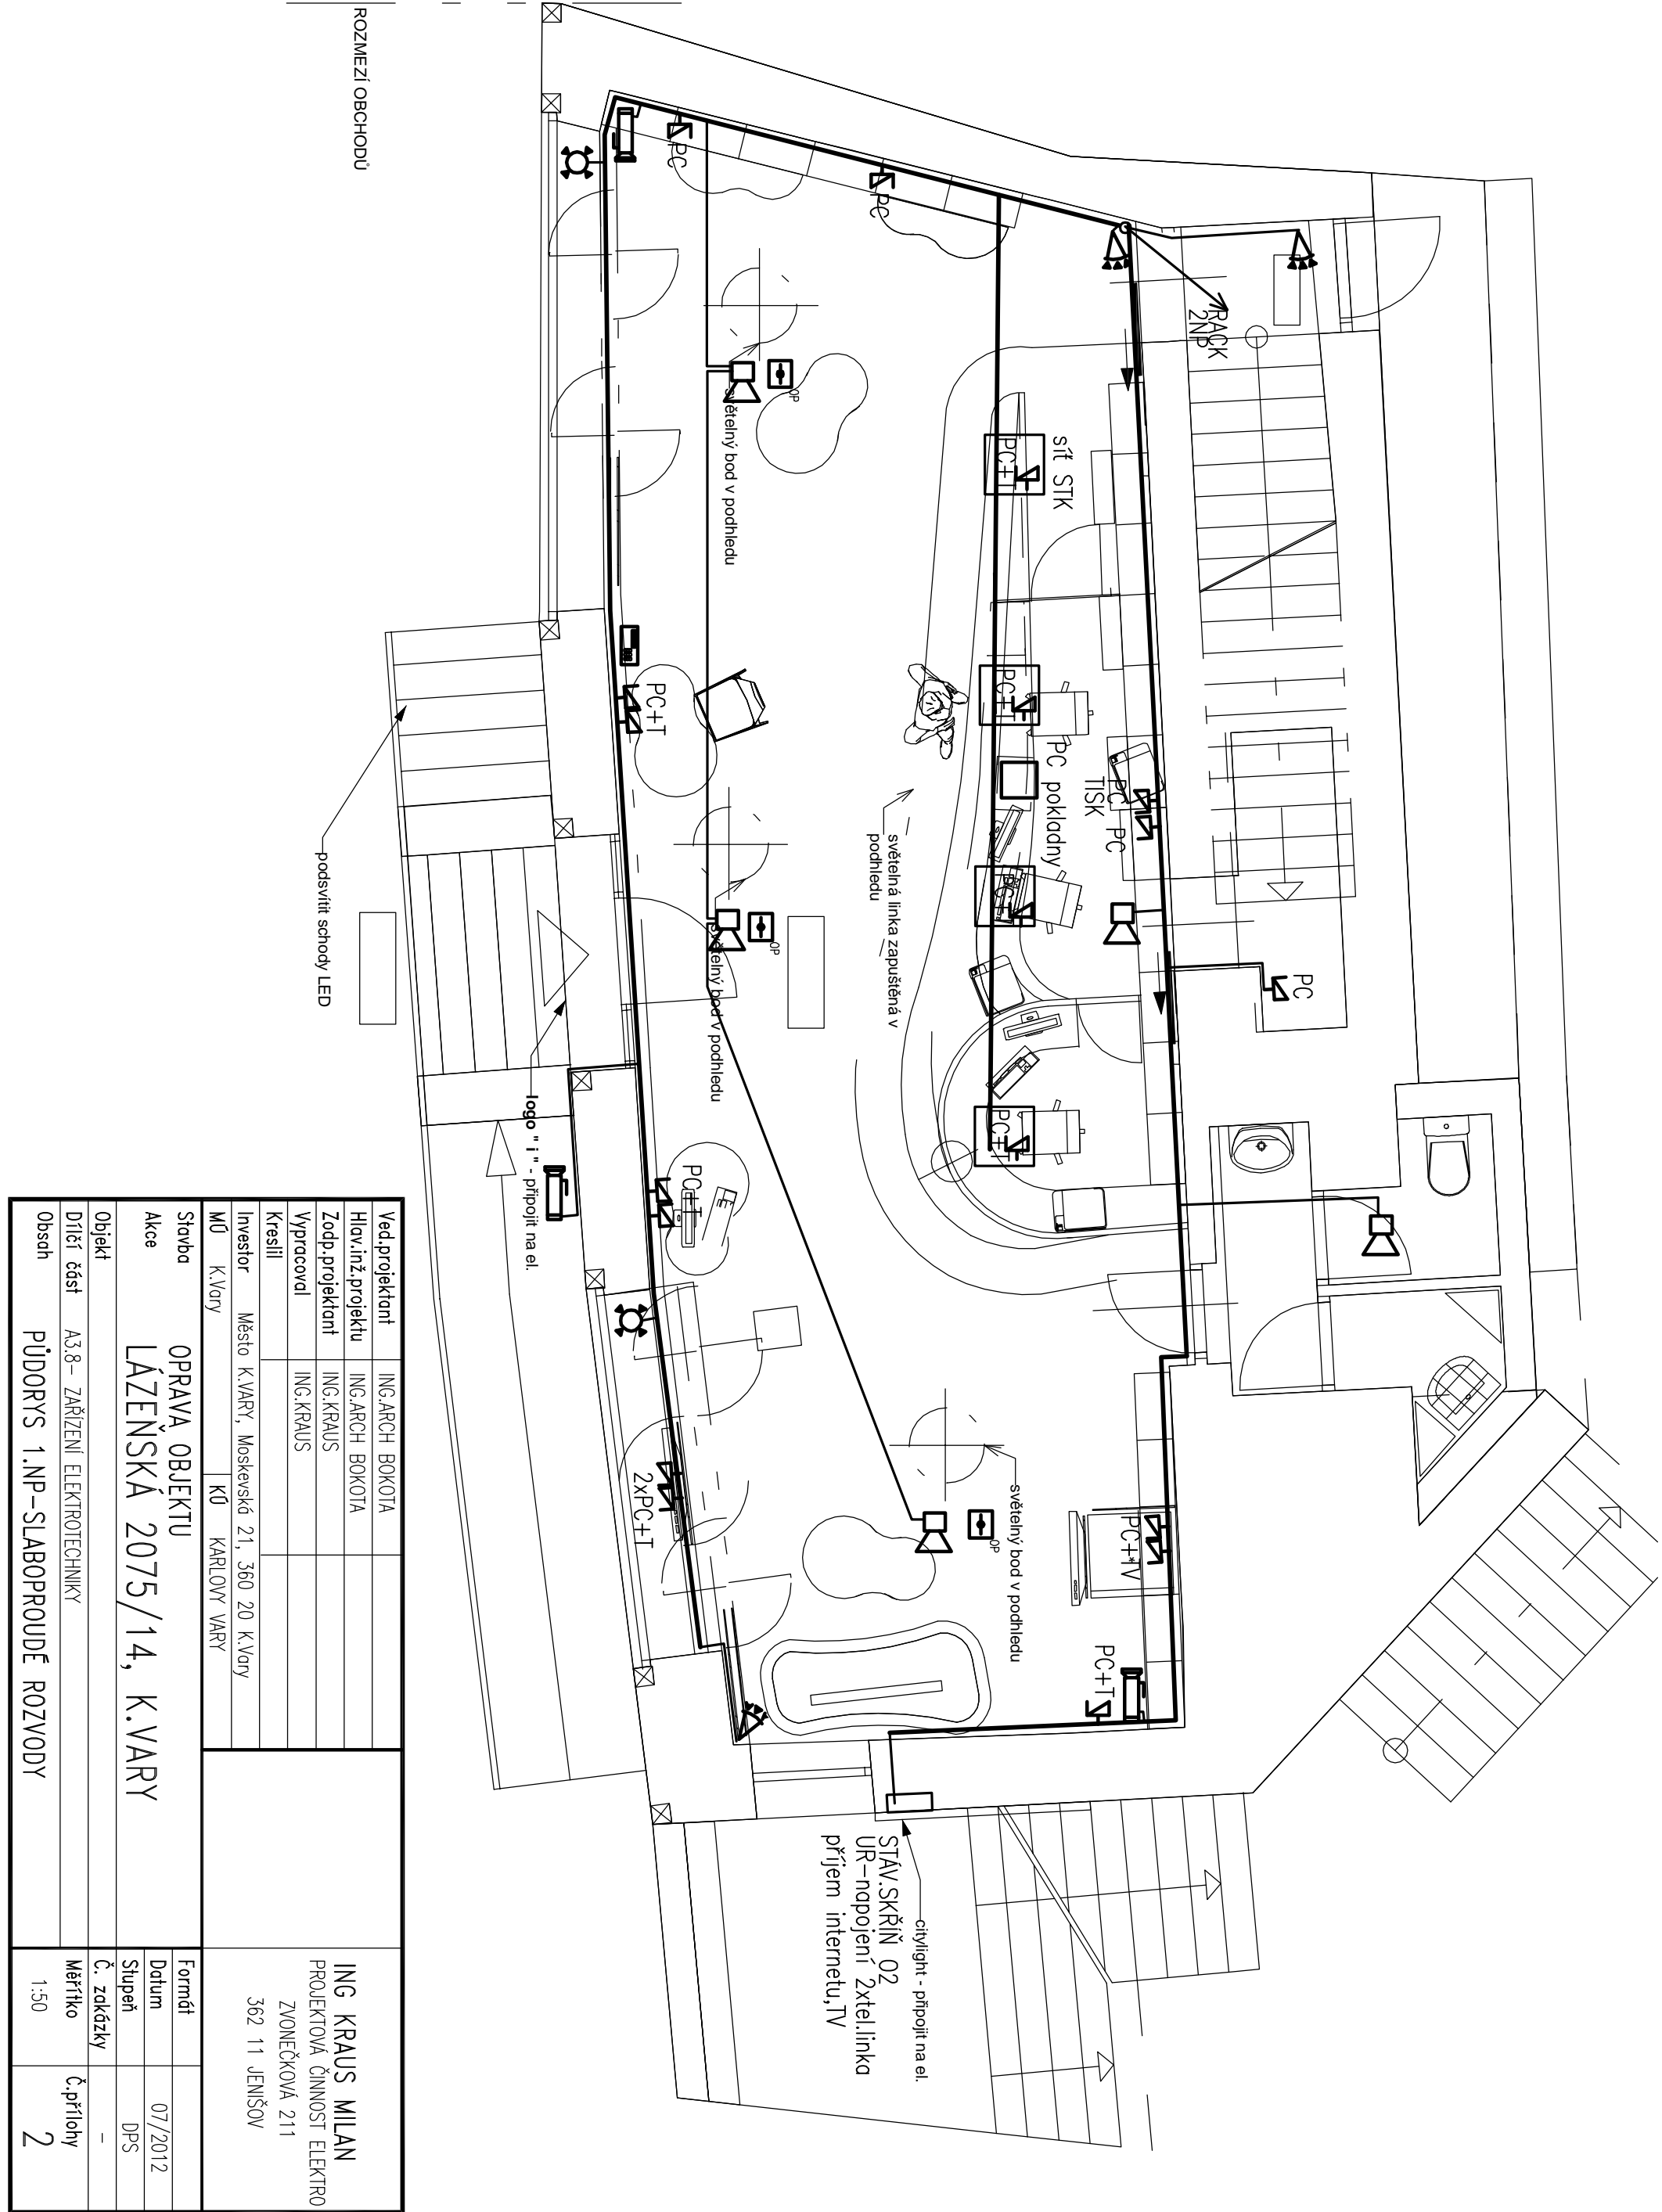 ROZMEZÍ OBCHODŮ
PC
PC
RACK
2NP
OP
světelný bod v podhledu
síť STK
PC+T
PC+T
PC+T
PC pokladny
TISK
PC
PC
světelná linka zapuštěná v
podhledu
PC+T
PC
OP
světelný bod v podhledu
PC+T
podsvítit schody LED
logo " i " - připojit na el.
PC+T
2xPC+T
OP
světelný bod v podhledu
PC+TV
PC+T
citylight - připojit na el.
STÁV.SKŘÍŇ O2
UR-napojení 2xtel.linka
příjem internetu,TV
Ved.projektant ING.ARCH BOKOTA
Hlav.inž.projektu ING.ARCH BOKOTA
Zodp.projektant ING.KRAUS
Vypracoval ING.KRAUS
Kreslil
Investor Město K.VARY, Moskevská 21, 360 20 K.Vary
MÚ K.Vary KÚ KARLOVY VARY
Stavba OPRAVA OBJEKTU
Akce LÁZEŇSKÁ 2075/14, K.VARY
Objekt
Dílčí část A3.8- ZAŘÍZENÍ ELEKTROTECHNIKY
Obsah PŮDORYS 1.NP-SLABOPROUDÉ ROZVODY
ING KRAUS MILAN
PROJEKTOVÁ ČINNOST ELEKTRO
ZVONEČKOVÁ 211
362 11 JENIŠOV
Formát
Datum 07/2012
Stupeň DPS
Č. zakázky -
Měřítko Č.přílohy
1:50 2